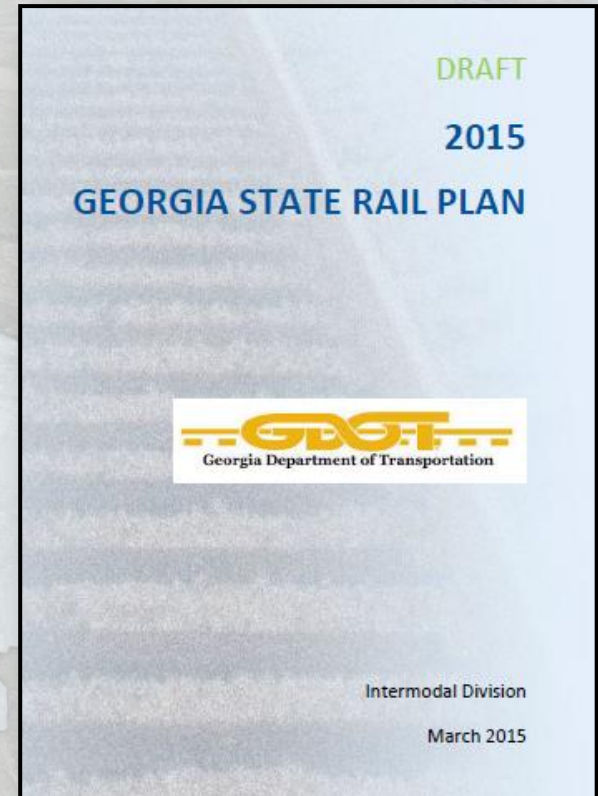 DRAFT
2015
GEORGIA STATE RAIL PLAN
GDOT
Georgia Department of Transportation
Intermodal Division
March 2015